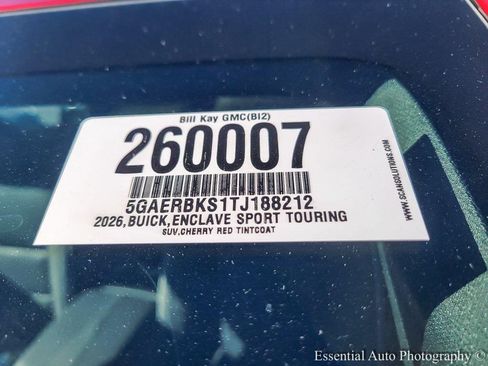 Bill Kay GMC(BI2)
260007
5GAERBKS1TJ188212
2026,BUICK,ENCLAVE SPORT TOURING
SUV,CHERRY RED TINTCOAT
WWW.SCANSOLUTIONS.COM
Essential Auto Photography ©